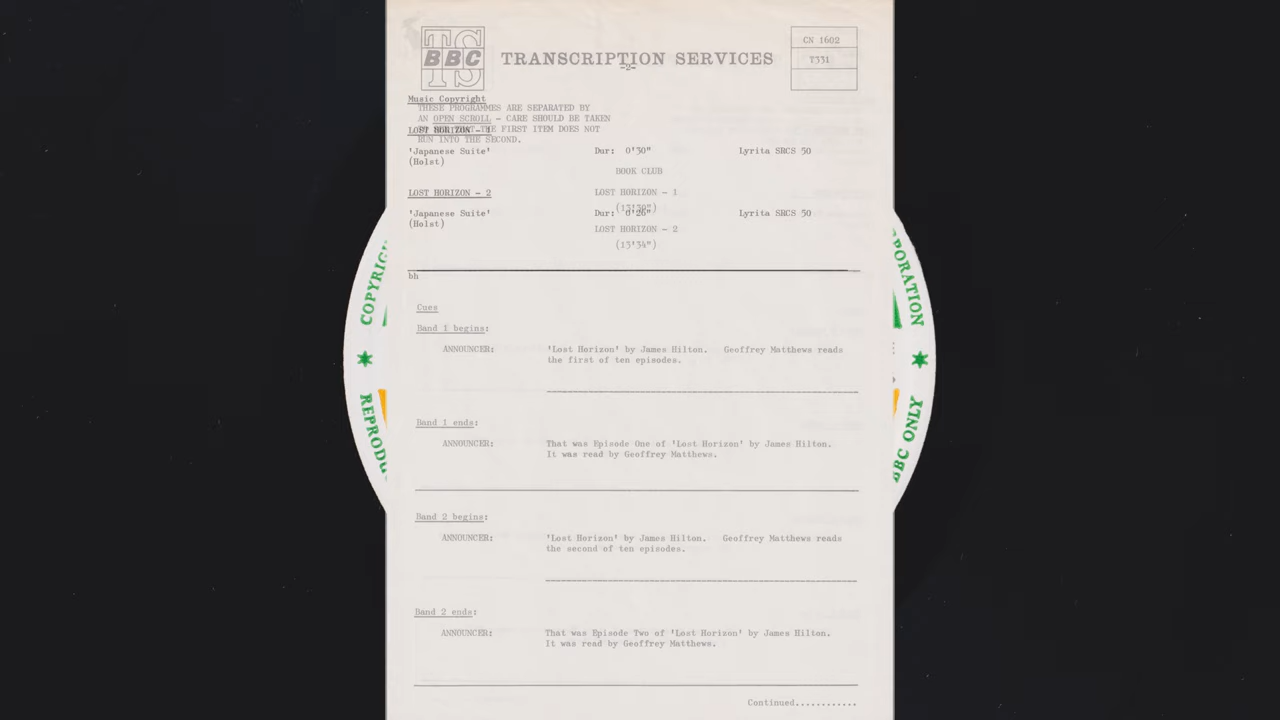 TS
BBC
TRANSCRIPTION SERVICES
CN 1602
T331
-2-
Music Copyright
THESE PROGRAMMES ARE SEPARATED BY
AN OPEN SCROLL - CARE SHOULD BE TAKEN
THE FIRST ITEM DOES NOT
RUN INTO THE SECOND.
LOST HORIZON - 1
'Japanese Suite'
(Holst)
Dur: 0'30"
Lyrita SRCS 50
BOOK CLUB
LOST HORIZON - 2
LOST HORIZON - 1
'Japanese Suite'
(Holst)
Dur: 0'26"
Lyrita SRCS 50
LOST HORIZON - 2
(13'34")
bh
Cues
Band 1 begins:
ANNOUNCER: 'Lost Horizon' by James Hilton. Geoffrey Matthews reads
the first of ten episodes.
Band 1 ends:
ANNOUNCER: That was Episode One of 'Lost Horizon' by James Hilton.
It was read by Geoffrey Matthews.
Band 2 begins:
ANNOUNCER: 'Lost Horizon' by James Hilton. Geoffrey Matthews reads
the second of ten episodes.
Band 2 ends:
ANNOUNCER: That was Episode Two of 'Lost Horizon' by James Hilton.
It was read by Geoffrey Matthews.
Continued............
BBC ONLY